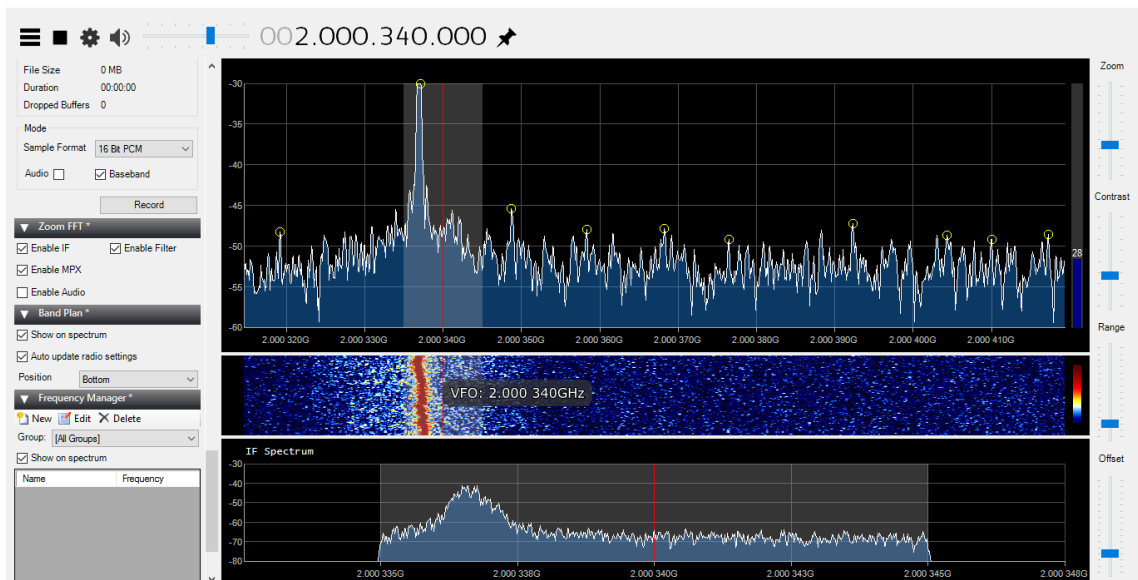 002.000.340.000
File Size 0 MB
Duration 00:00:00
Dropped Buffers 0
Mode
Sample Format 16 Bit PCM
Audio Baseband
Record
Zoom FFT *
Enable IF Enable Filter
Enable MPX
Enable Audio
Band Plan *
Show on spectrum
Auto update radio settings
Position Bottom
Frequency Manager *
New Edit Delete
Group: [All Groups]
Show on spectrum
Name Frequency
-30
-35
-40
-45
-50
-55
-60
2.000 320G 2.000 330G 2.000 340G 2.000 350G 2.000 360G 2.000 370G 2.000 380G 2.000 390G 2.000 400G 2.000 410G
28
VFO: 2.000 340GHz
IF Spectrum
-30
-40
-50
-60
-70
-80
2.000 335G 2.000 338G 2.000 340G 2.000 343G 2.000 345G 2.000 348G
Zoom
Contrast
Range
Offset